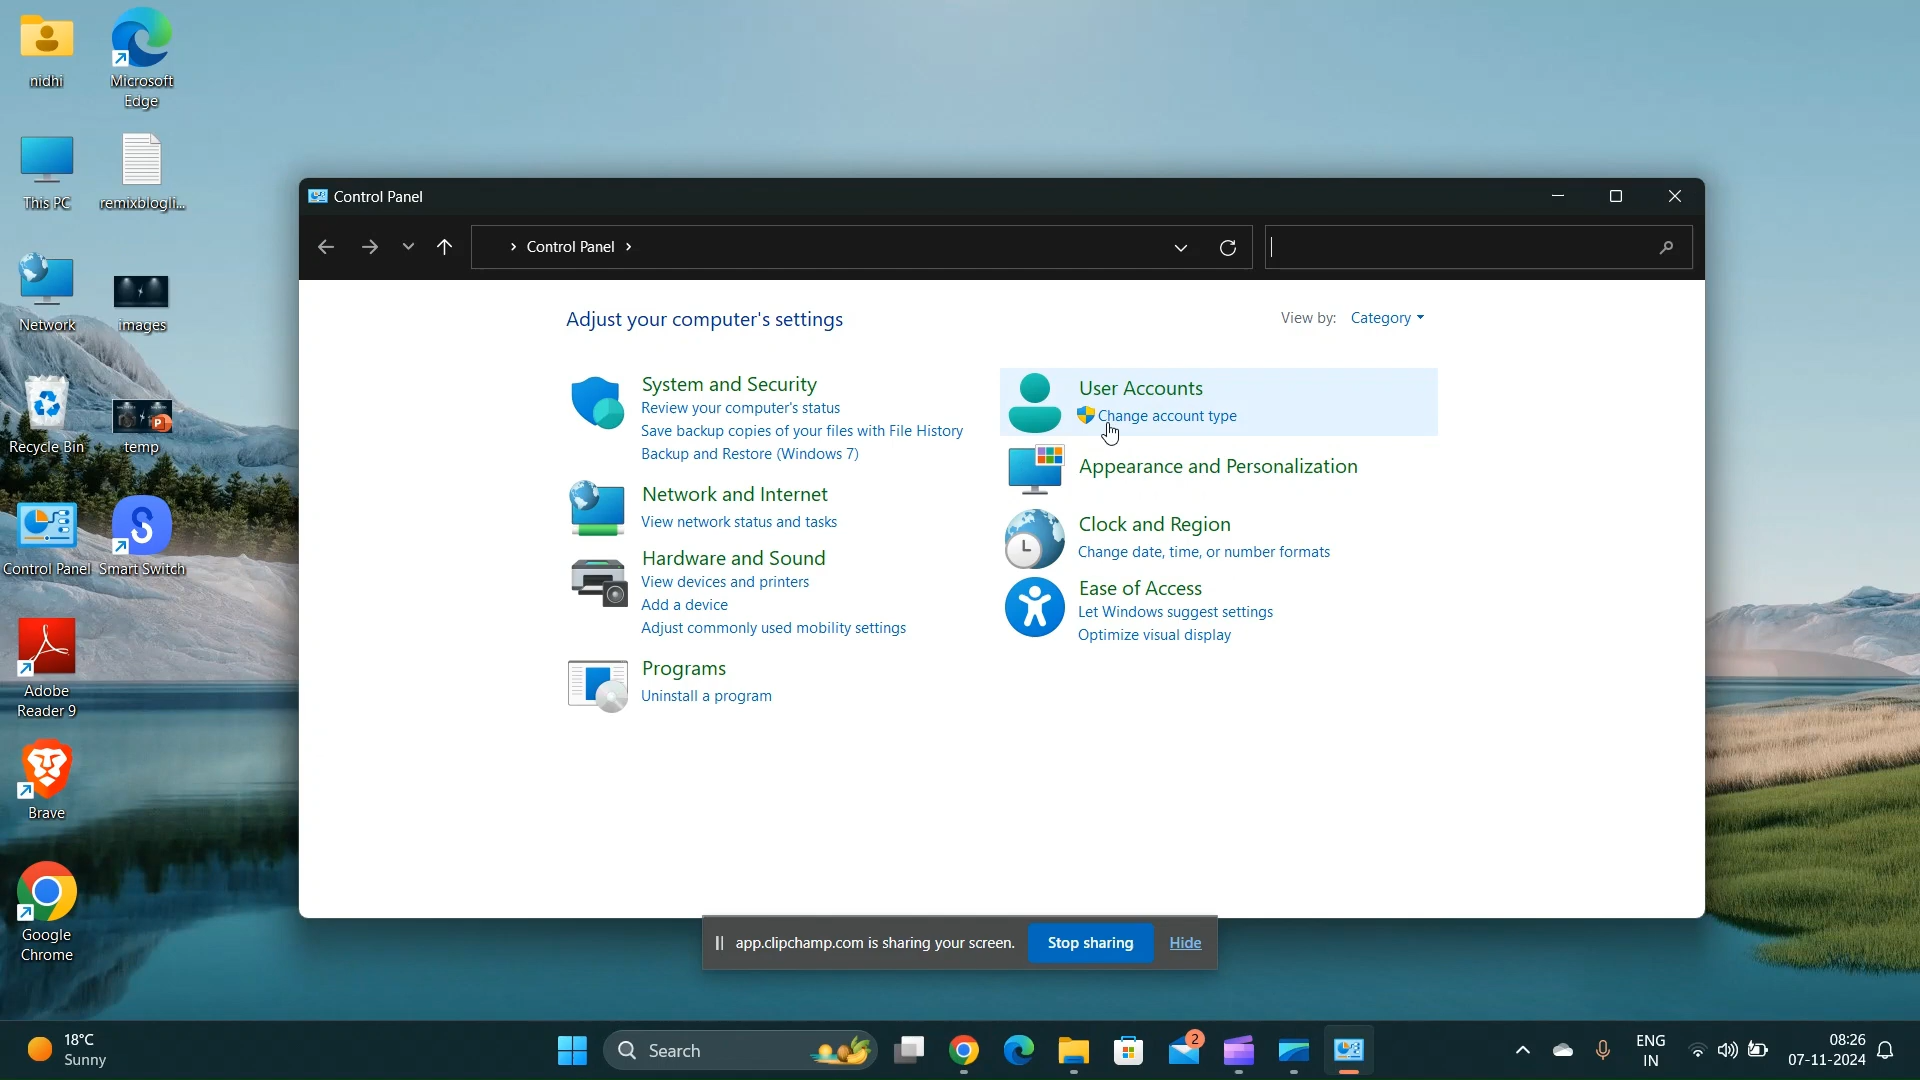 nidhi
Microsoft
Edge
This PC
remixblogli...
Network
images
Recycle Bin
temp
Control Panel
Smart Switch
Adobe
Reader 9
Brave
Google
Chrome
Control Panel
Control Panel
Adjust your computer's settings
View by: Category
System and Security
Review your computer's status
Save backup copies of your files with File History
Backup and Restore (Windows 7)
Network and Internet
View network status and tasks
Hardware and Sound
View devices and printers
Add a device
Adjust commonly used mobility settings
Programs
Uninstall a program
User Accounts
Change account type
Appearance and Personalization
Clock and Region
Change date, time, or number formats
Ease of Access
Let Windows suggest settings
Optimize visual display
app.clipchamp.com is sharing your screen. Stop sharing Hide
18°C
Sunny
Search
2
ENG
IN
08:26
07-11-2024